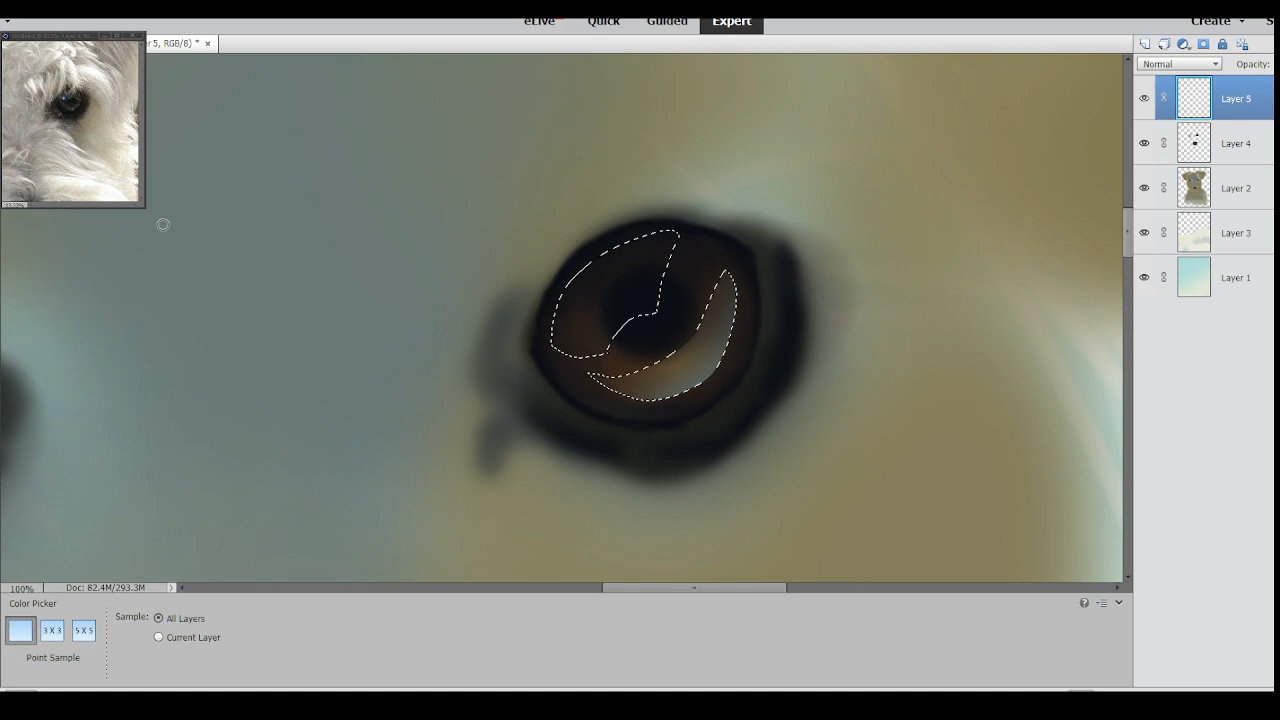 eLive Quick Guided Expert Create
r 5, RGB/8) * ×
Normal Opacity:
Layer 5
Layer 4
Layer 2
Layer 3
Layer 1
100% Doc: 82.4M/293.3M
Color Picker
Sample: All Layers
3 X 3 5 X 5
Current Layer
Point Sample